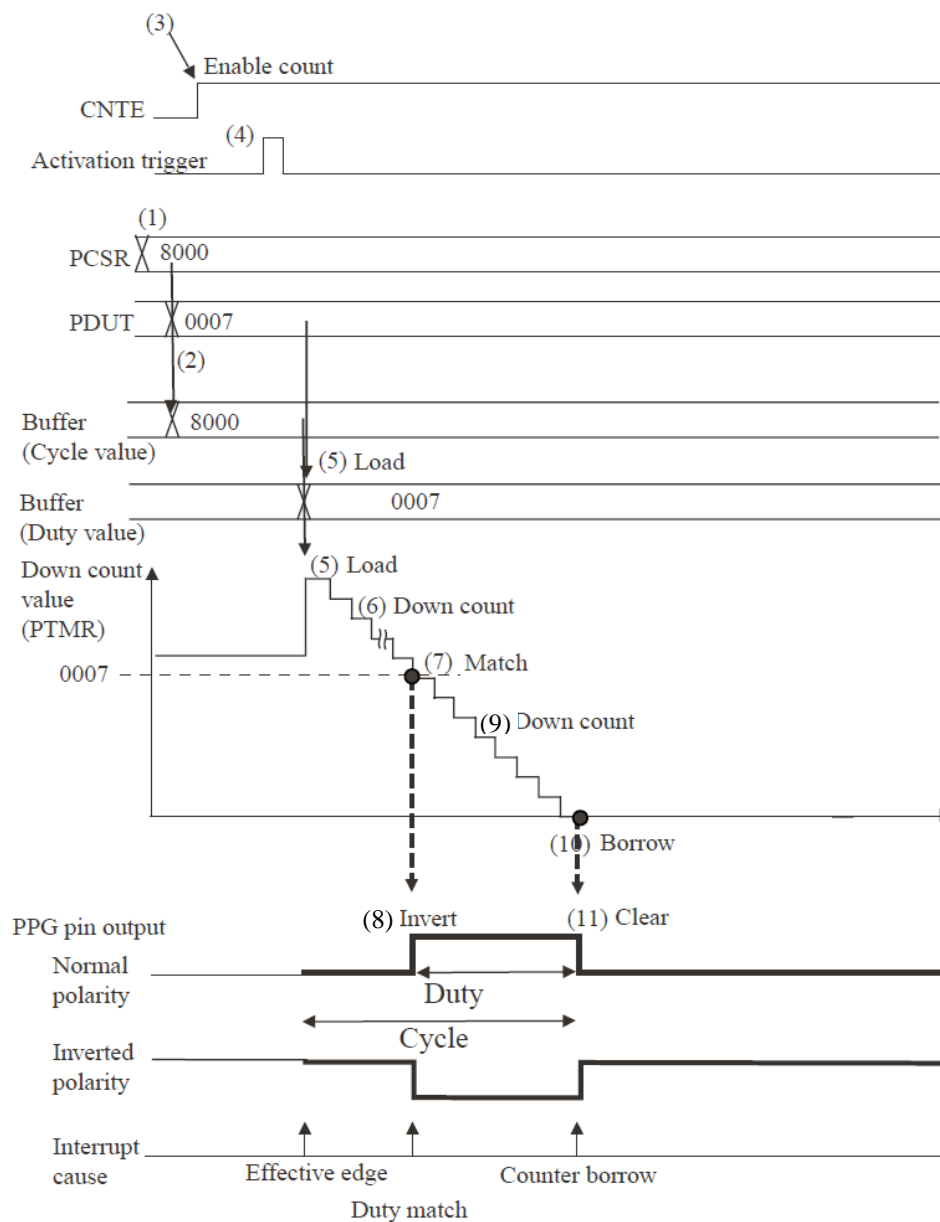 (3)
Enable count
CNTE
(4)
Activation trigger
(1)
PCSR
8000
PDUT
0007
(2)
Buffer
(Cycle value)
8000
(5) Load
Buffer
(Duty value)
0007
Down count
value
(PTMR)
(5) Load
(6) Down count
0007
(7) Match
(9) Down count
(10) Borrow
PPG pin output
(8) Invert
(11) Clear
Normal
polarity
Duty
Cycle
Inverted
polarity
Interrupt
cause
Effective edge
Counter borrow
Duty match